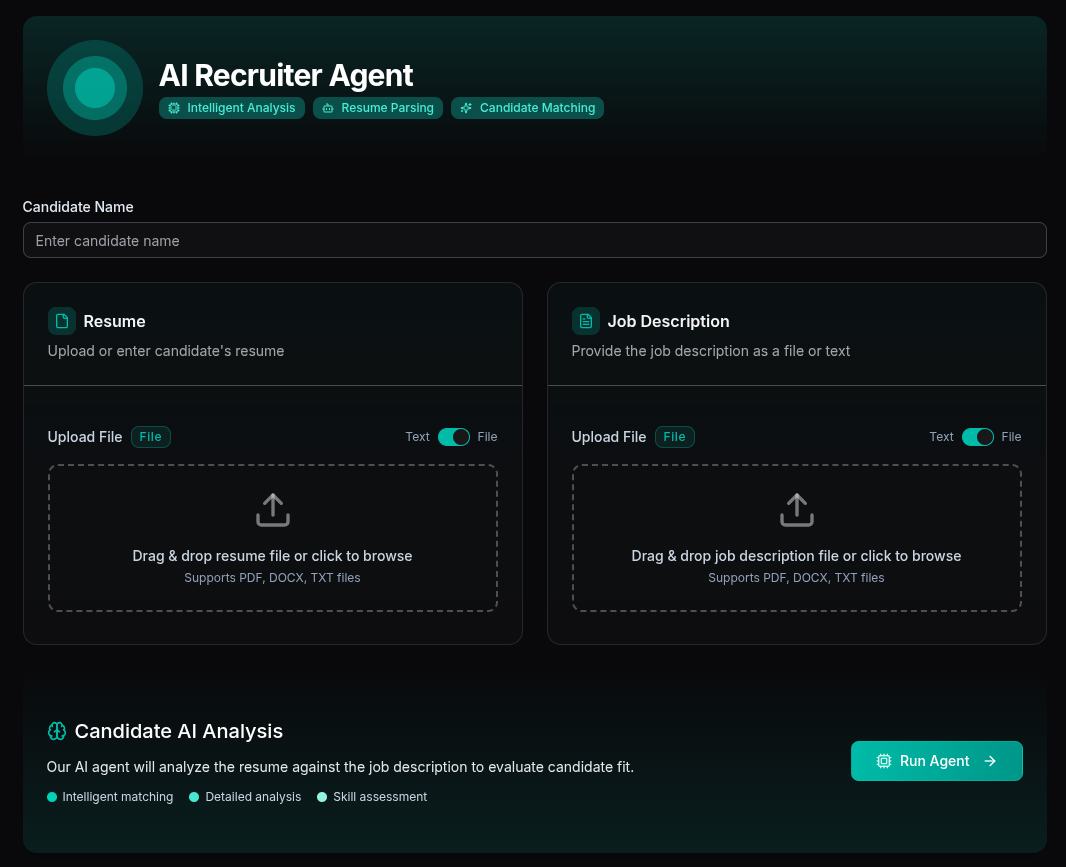 AI Recruiter Agent
Intelligent Analysis
Resume Parsing
Candidate Matching
Candidate Name
Enter candidate name
Resume
Upload or enter candidate's resume
Upload File
File
Text
File
Drag & drop resume file or click to browse
Supports PDF, DOCX, TXT files
Job Description
Provide the job description as a file or text
Upload File
File
Text
File
Drag & drop job description file or click to browse
Supports PDF, DOCX, TXT files
Candidate AI Analysis
Our AI agent will analyze the resume against the job description to evaluate candidate fit.
Intelligent matching
Detailed analysis
Skill assessment
Run Agent